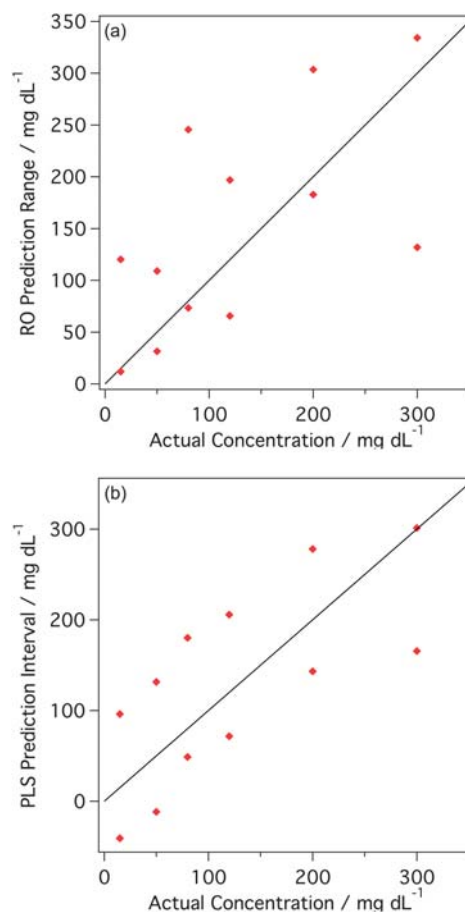 (a)
RO Prediction Range / mg dL⁻¹
350
300
250
200
150
100
50
0
0 100 200 300
Actual Concentration / mg dL⁻¹
(b)
PLS Prediction Interval / mg dL⁻¹
300
200
100
0
0 100 200 300
Actual Concentration / mg dL⁻¹